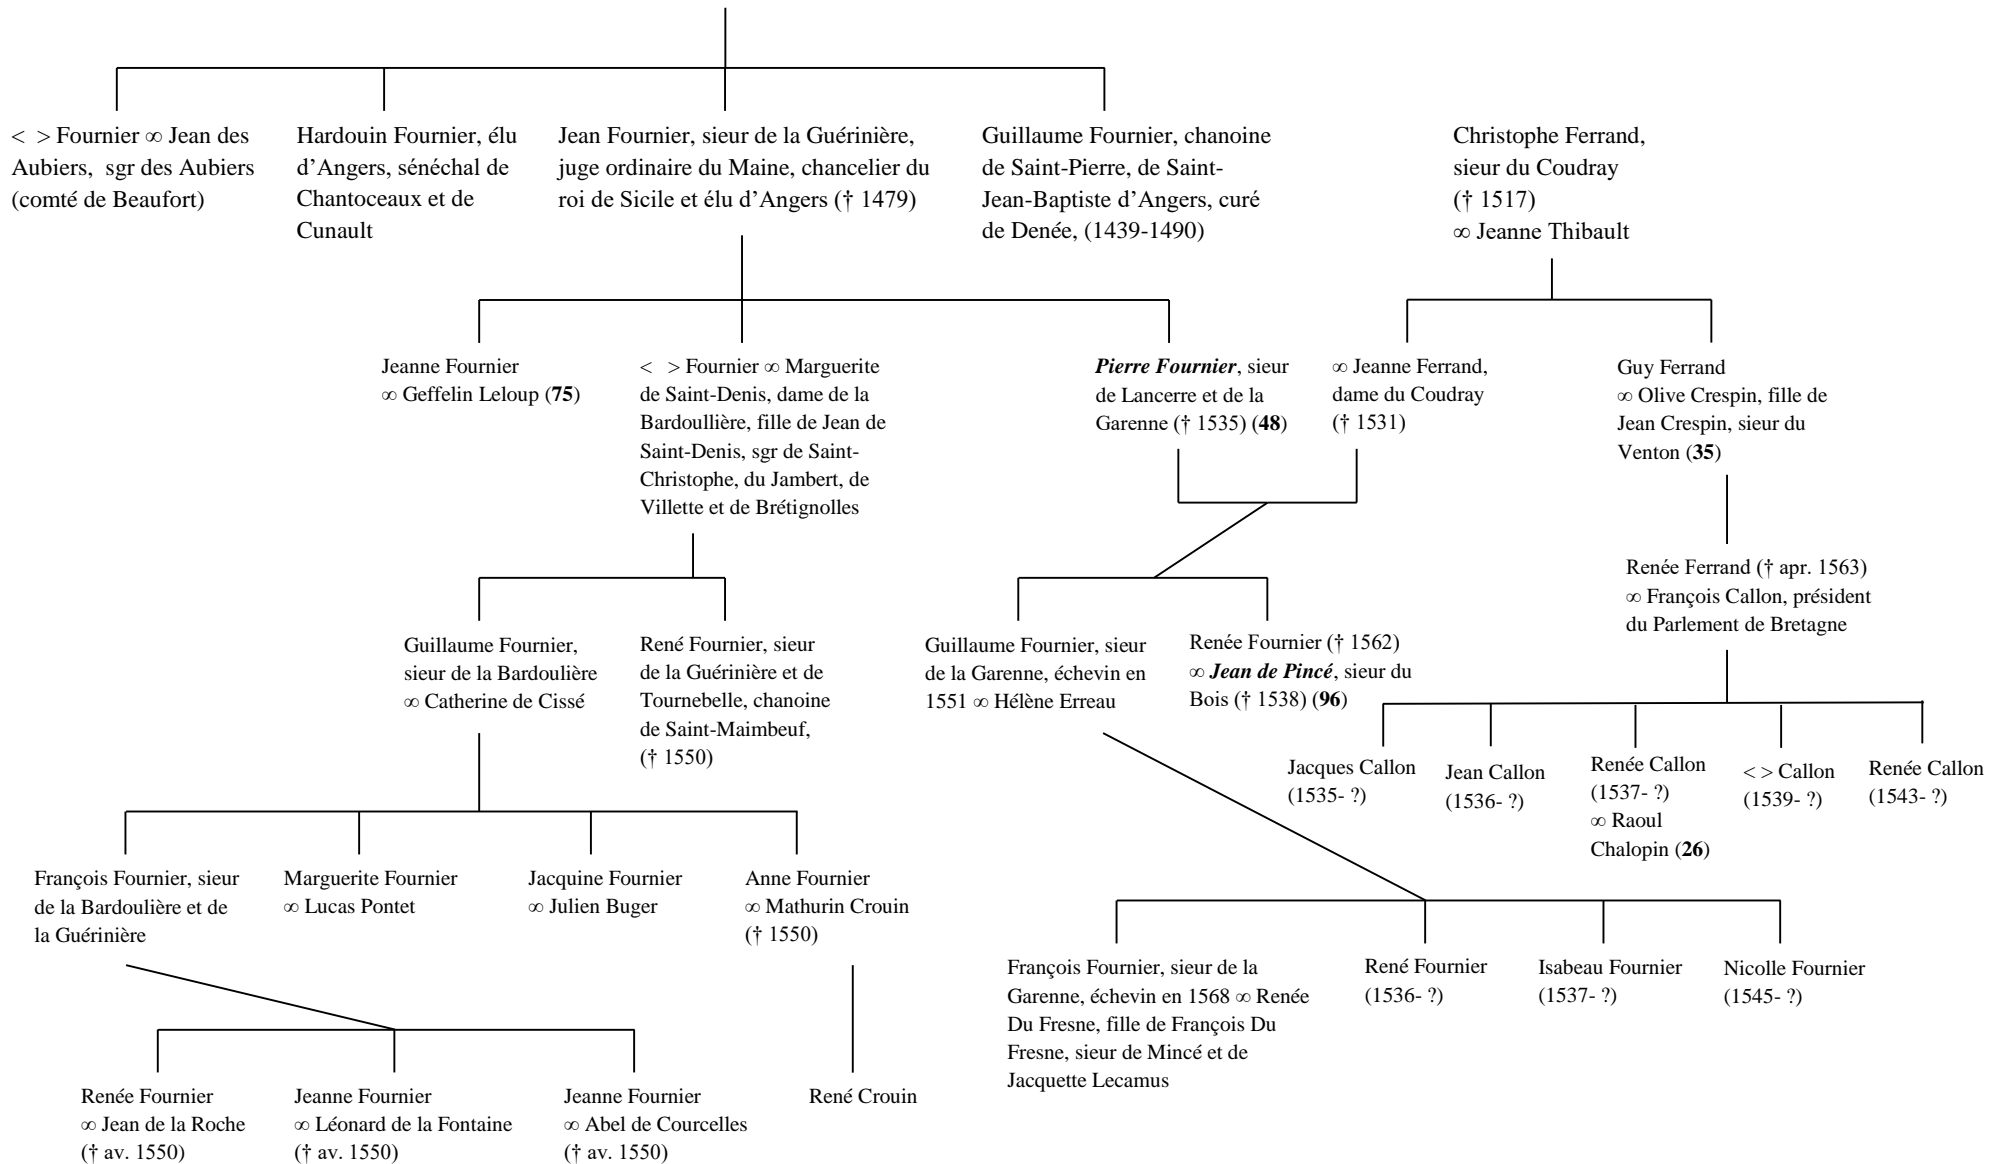 < > Fournier ∞ Jean des
Aubiers, sgr des Aubiers
(comté de Beaufort)
Hardouin Fournier, élu
d’Angers, sénéchal de
Chantoceaux et de
Cunault
Jean Fournier, sieur de la Guérinière,
juge ordinaire du Maine, chancelier du
roi de Sicile et élu d’Angers († 1479)
Guillaume Fournier, chanoine
de Saint-Pierre, de Saint-
Jean-Baptiste d’Angers, curé
de Denée, (1439-1490)
Christophe Ferrand,
sieur du Coudray
(† 1517)
∞ Jeanne Thibault
Jeanne Fournier
∞ Geffelin Leloup (75)
< > Fournier ∞ Marguerite
de Saint-Denis, dame de la
Bardoullière, fille de Jean de
Saint-Denis, sgr de Saint-
Christophe, du Jambert, de
Villette et de Brétignolles
Pierre Fournier, sieur
de Lancerre et de la
Garenne († 1535) (48)
∞ Jeanne Ferrand,
dame du Coudray
(† 1531)
Guy Ferrand
∞ Olive Crespin, fille de
Jean Crespin, sieur du
Venton (35)
Renée Ferrand († apr. 1563)
∞ François Callon, président
du Parlement de Bretagne
Guillaume Fournier,
sieur de la Bardoulière
∞ Catherine de Cissé
René Fournier, sieur
de la Guérinière et de
Tournebelle, chanoine
de Saint-Maimbeuf,
(† 1550)
Guillaume Fournier, sieur
de la Garenne, échevin en
1551 ∞ Hélène Erreau
Renée Fournier († 1562)
∞ Jean de Pincé, sieur du
Bois († 1538) (96)
Jacques Callon
(1535- ?)
Jean Callon
(1536- ?)
Renée Callon
(1537- ?)
∞ Raoul
Chalopin (26)
< > Callon
(1539- ?)
Renée Callon
(1543- ?)
François Fournier, sieur
de la Bardoulière et de
la Guérinière
Marguerite Fournier
∞ Lucas Pontet
Jacquine Fournier
∞ Julien Buger
Anne Fournier
∞ Mathurin Crouin
(† 1550)
François Fournier, sieur de la
Garenne, échevin en 1568 ∞ Renée
Du Fresne, fille de François Du
Fresne, sieur de Mincé et de
Jacquette Lecamus
René Fournier
(1536- ?)
Isabeau Fournier
(1537- ?)
Nicolle Fournier
(1545- ?)
Renée Fournier
∞ Jean de la Roche
(† av. 1550)
Jeanne Fournier
∞ Léonard de la Fontaine
(† av. 1550)
Jeanne Fournier
∞ Abel de Courcelles
(† av. 1550)
René Crouin